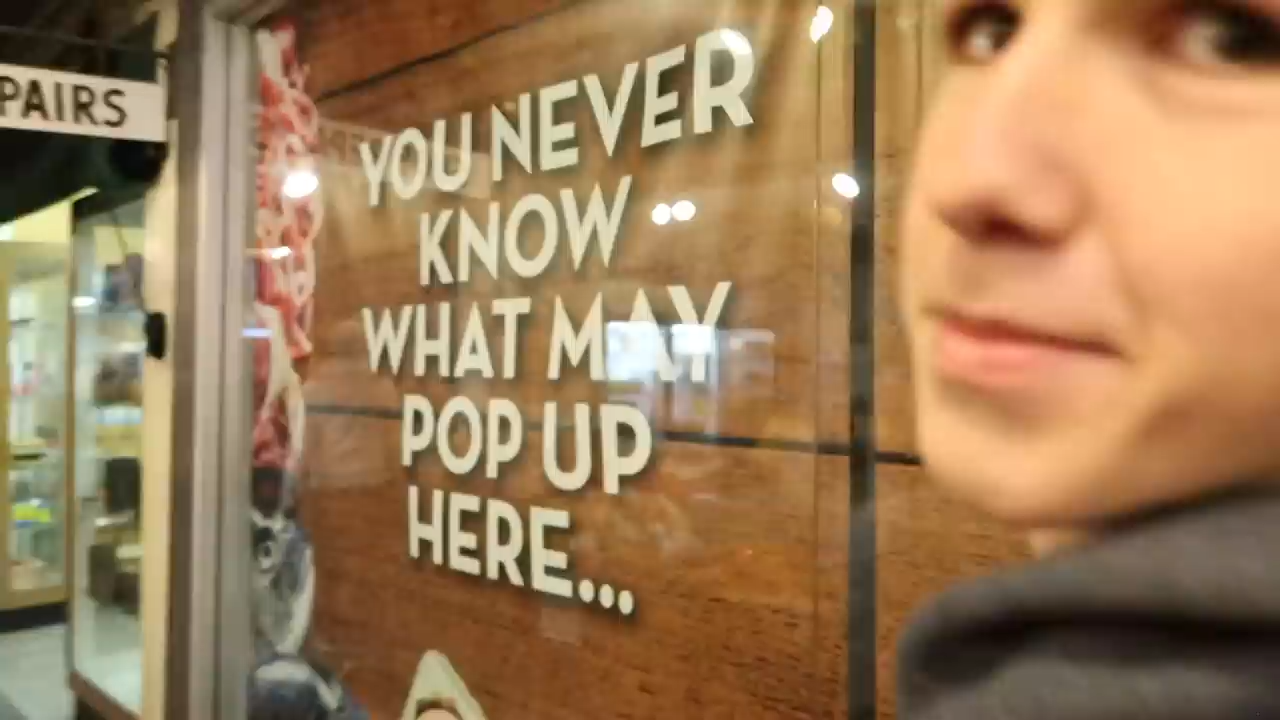 PAIRS
YOU NEVER
KNOW
WHAT MAY
POP UP
HERE...